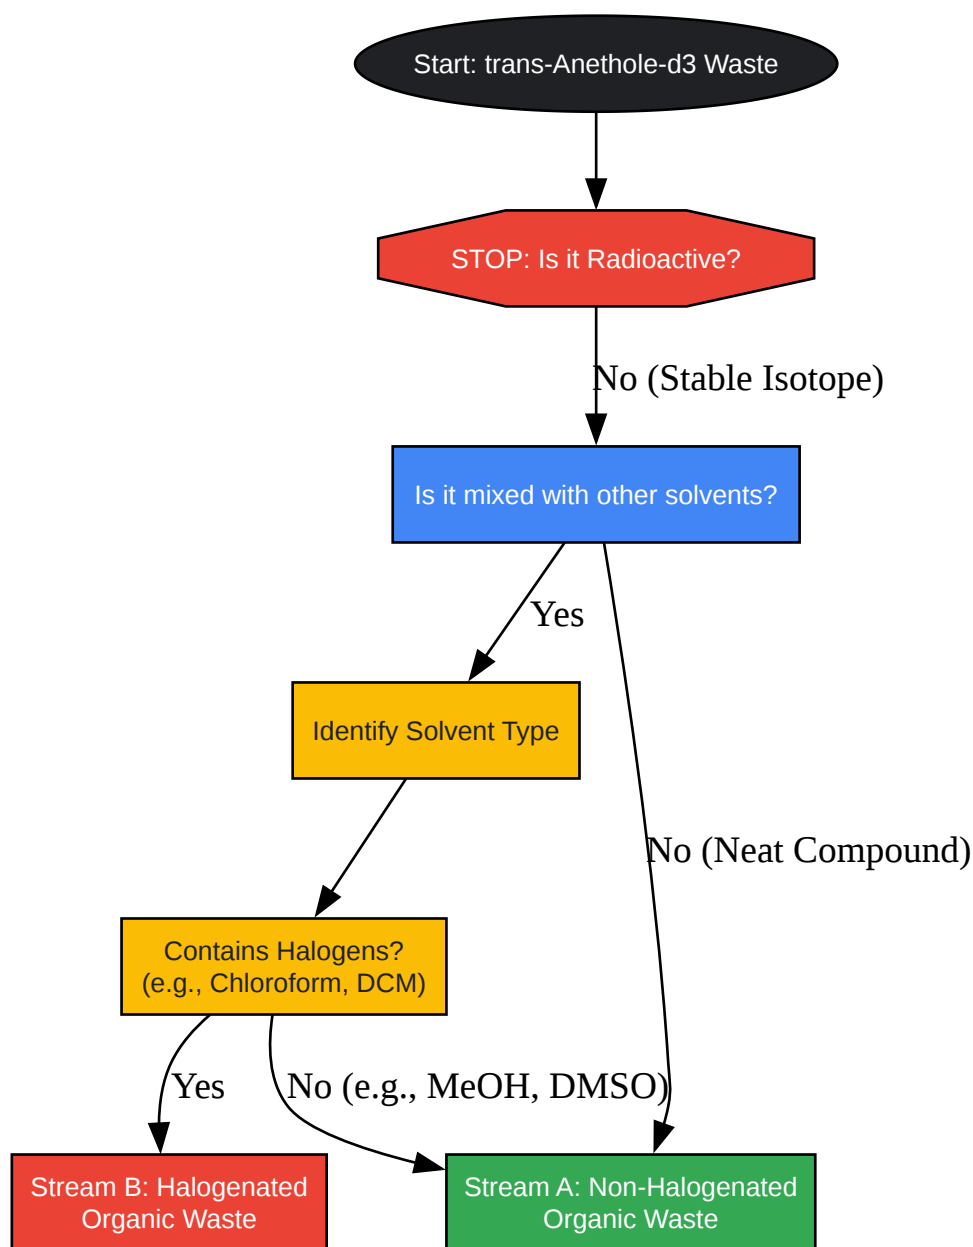 Start: trans-Anethole-d3 Waste
STOP: Is it Radioactive?
No (Stable Isotope)
Is it mixed with other solvents?
Yes
Identify Solvent Type
No (Neat Compound)
Contains Halogens?
(e.g., Chloroform, DCM)
Yes
No (e.g., MeOH, DMSO)
Stream B: Halogenated
Organic Waste
Stream A: Non-Halogenated
Organic Waste